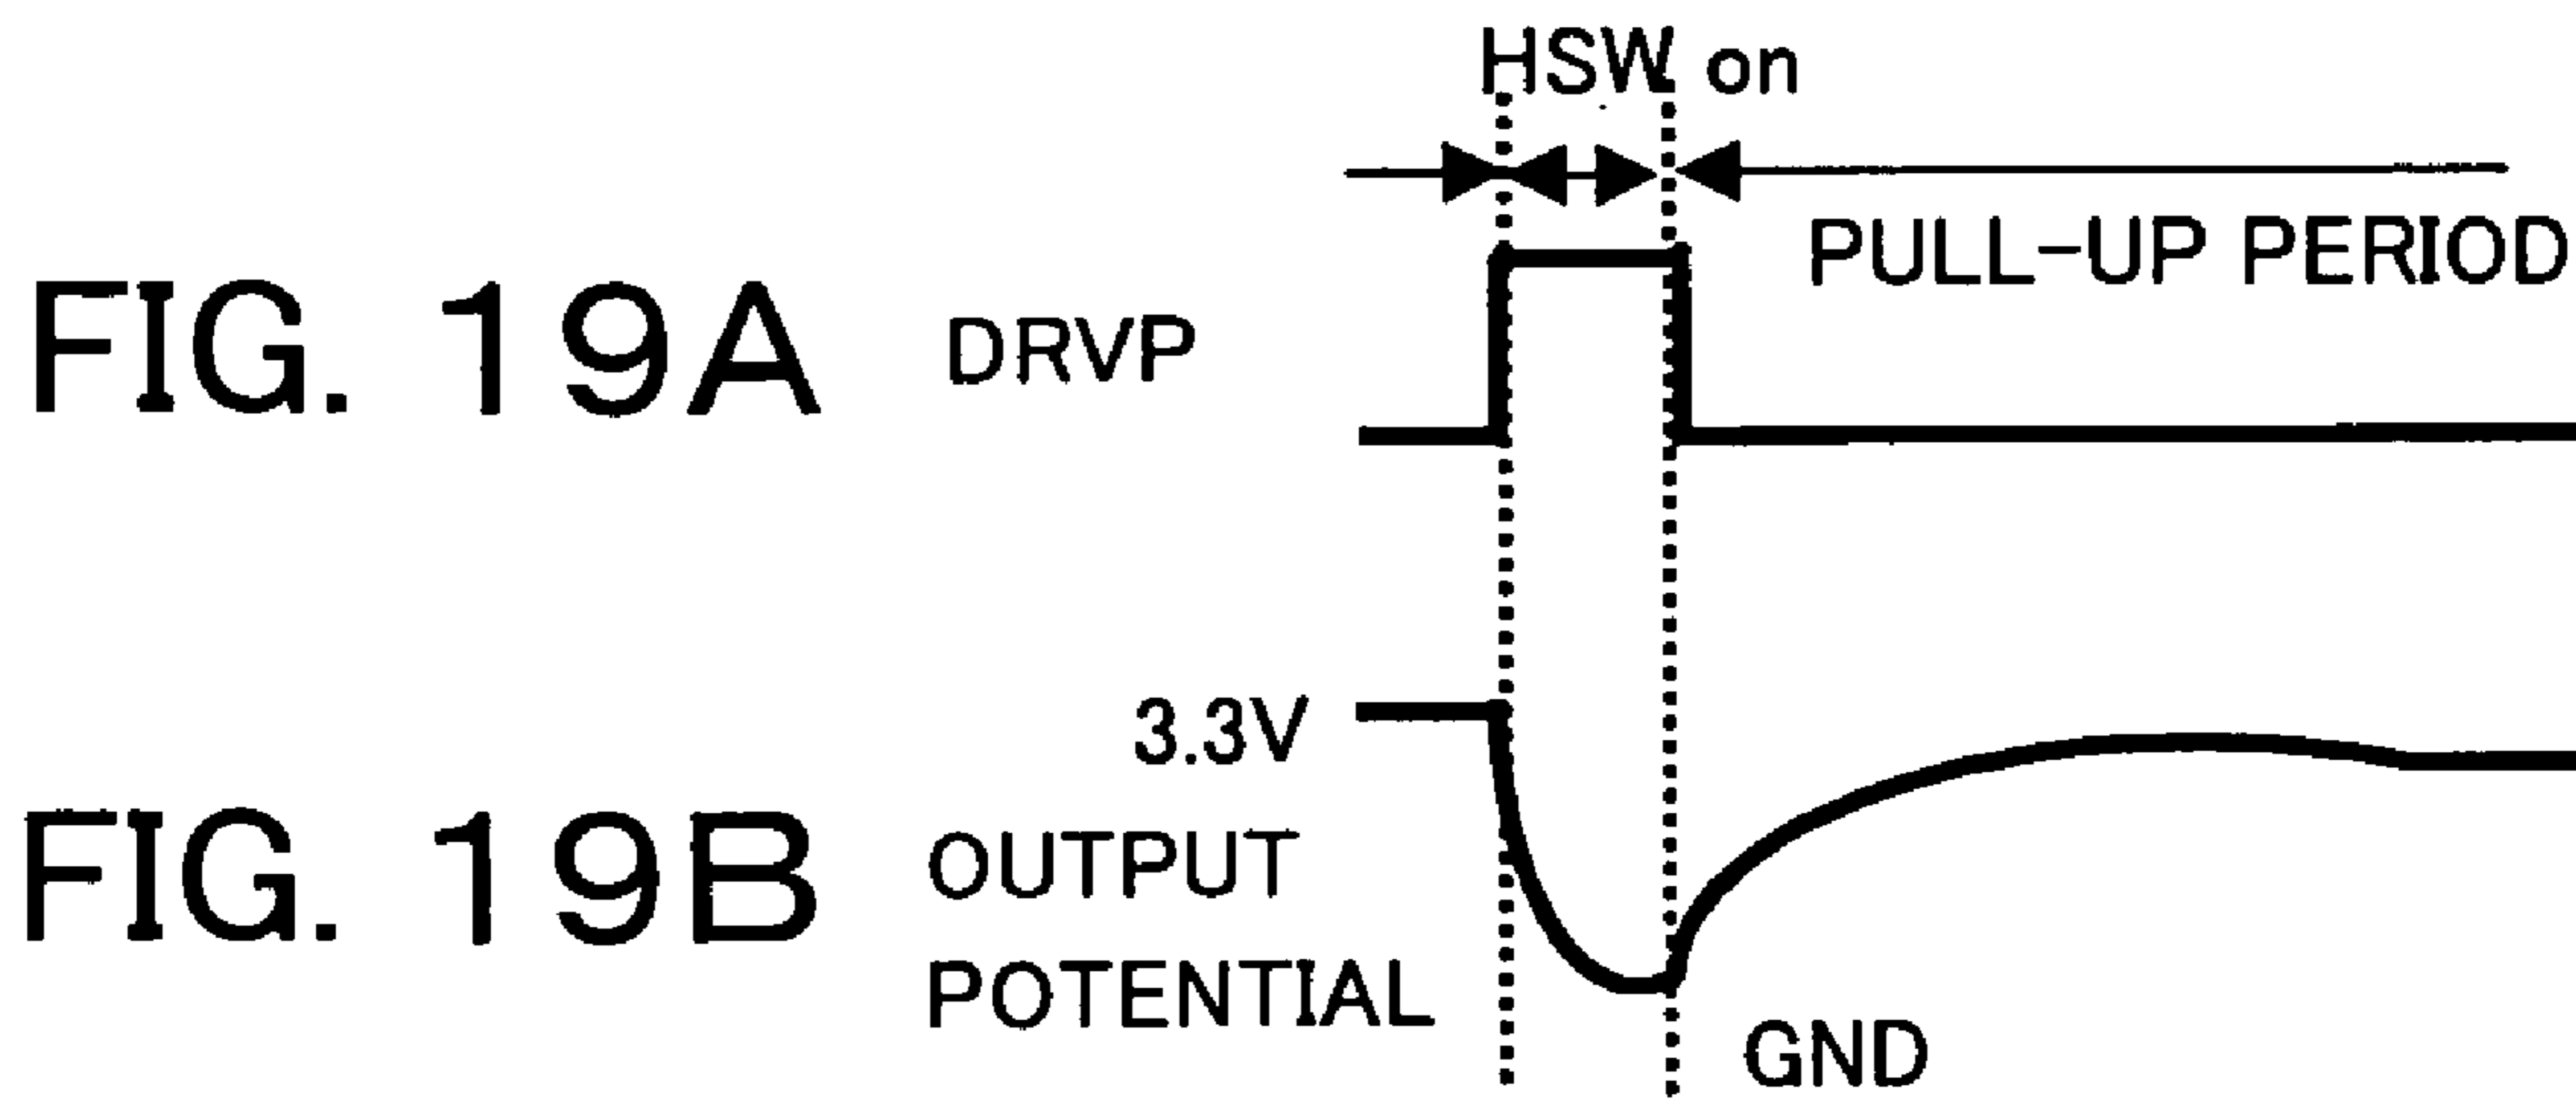 HSW on
PULL-UP PERIOD
FIG. 19A
DRVP
3.3V
FIG. 19B
OUTPUT
POTENTIAL
GND